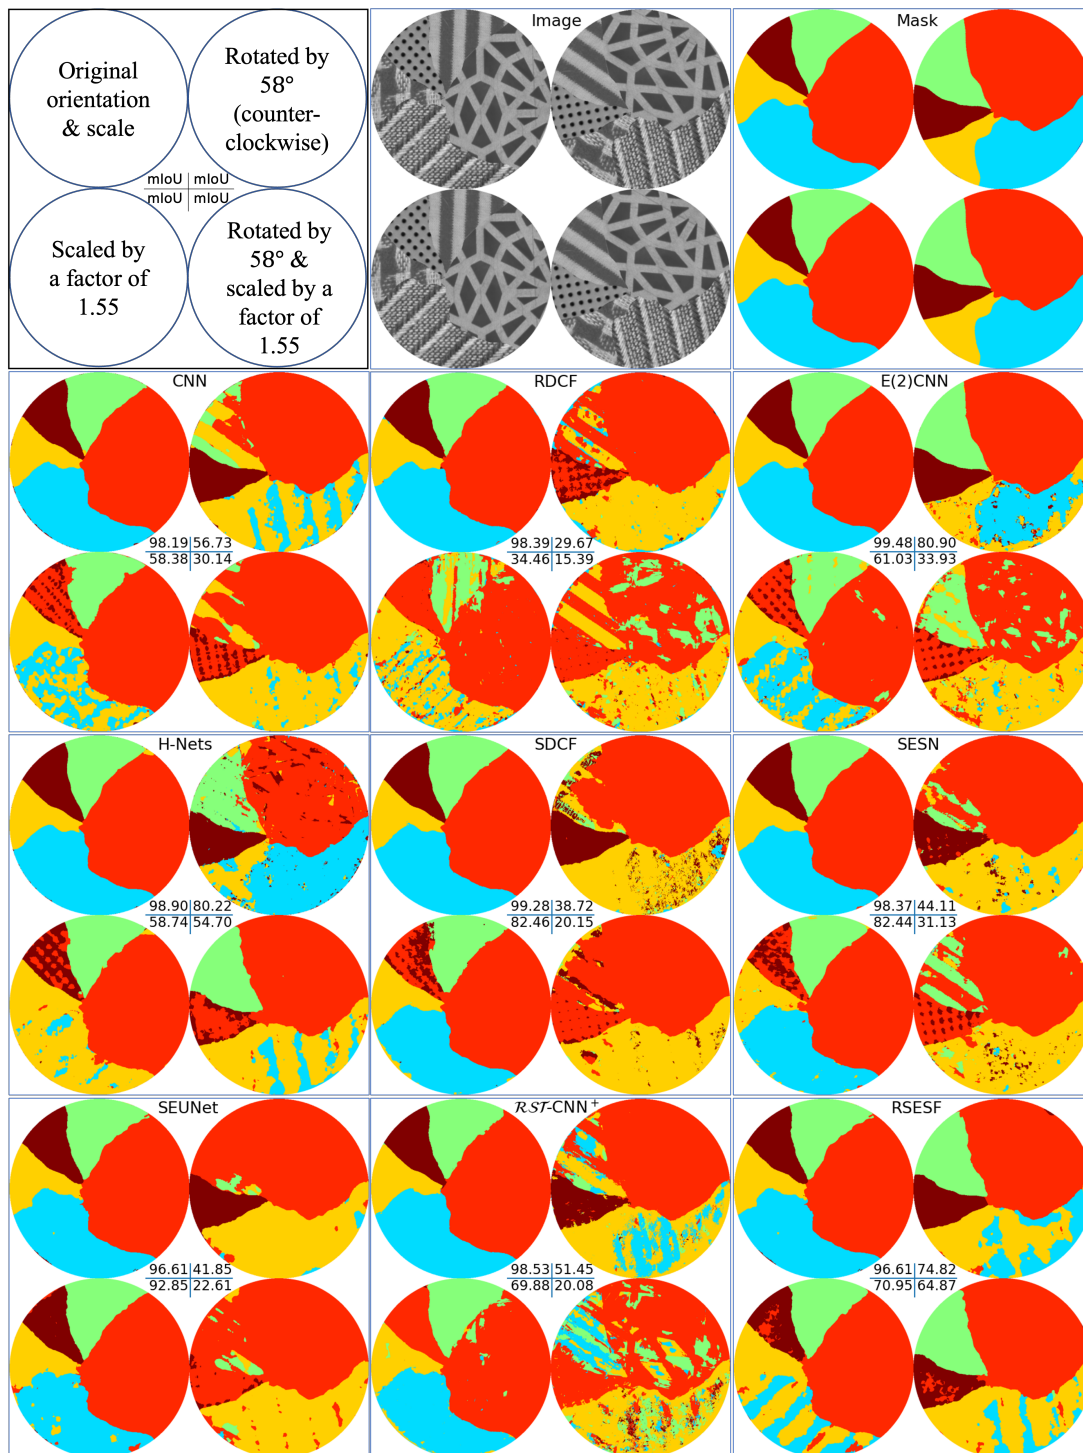 Original
orientation
& scale
Rotated by
58°
(counter-
clockwise)
mIoU mIoU
mIoU mIoU
Scaled by
a factor of
1.55
Rotated by
58° &
scaled by a
factor of
1.55
Image
Mask
CNN
98.19 56.73
58.38 30.14
RDCF
98.39 29.67
34.46 15.39
E(2)CNN
99.48 80.90
61.03 33.93
H-Nets
98.90 80.22
58.74 54.70
SDCF
99.28 38.72
82.46 20.15
SESN
98.37 44.11
82.44 31.13
SEUNet
96.61 41.85
92.85 22.61
𝓡𝓢𝓣-CNN⁺
98.53 51.45
69.88 20.08
RSESF
96.61 74.82
70.95 64.87